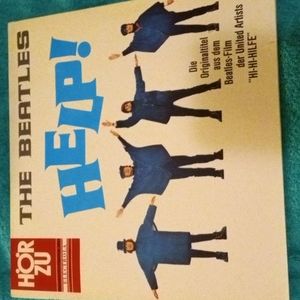 THE BEATLES
HELP!
Die
Originaltitel
aus dem
Beatles-Film
der United Artists
"HI-HI-HILFE"
HÖR
ZU